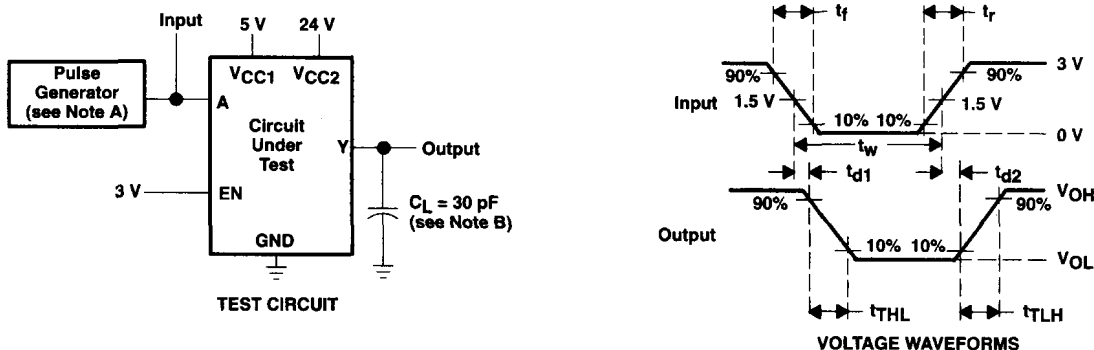 Input
5 V
24 V
Pulse
Generator
(see Note A)
VCC1
VCC2
A
Circuit
Under
Test
Y
Output
3 V
EN
CL = 30 pF
(see Note B)
GND
TEST CIRCUIT
tf
tr
3 V
90%
90%
Input
1.5 V
1.5 V
10%
10%
0 V
tw
td1
td2
VOH
90%
90%
Output
10%
10%
VOL
tTHL
tTLH
VOLTAGE WAVEFORMS